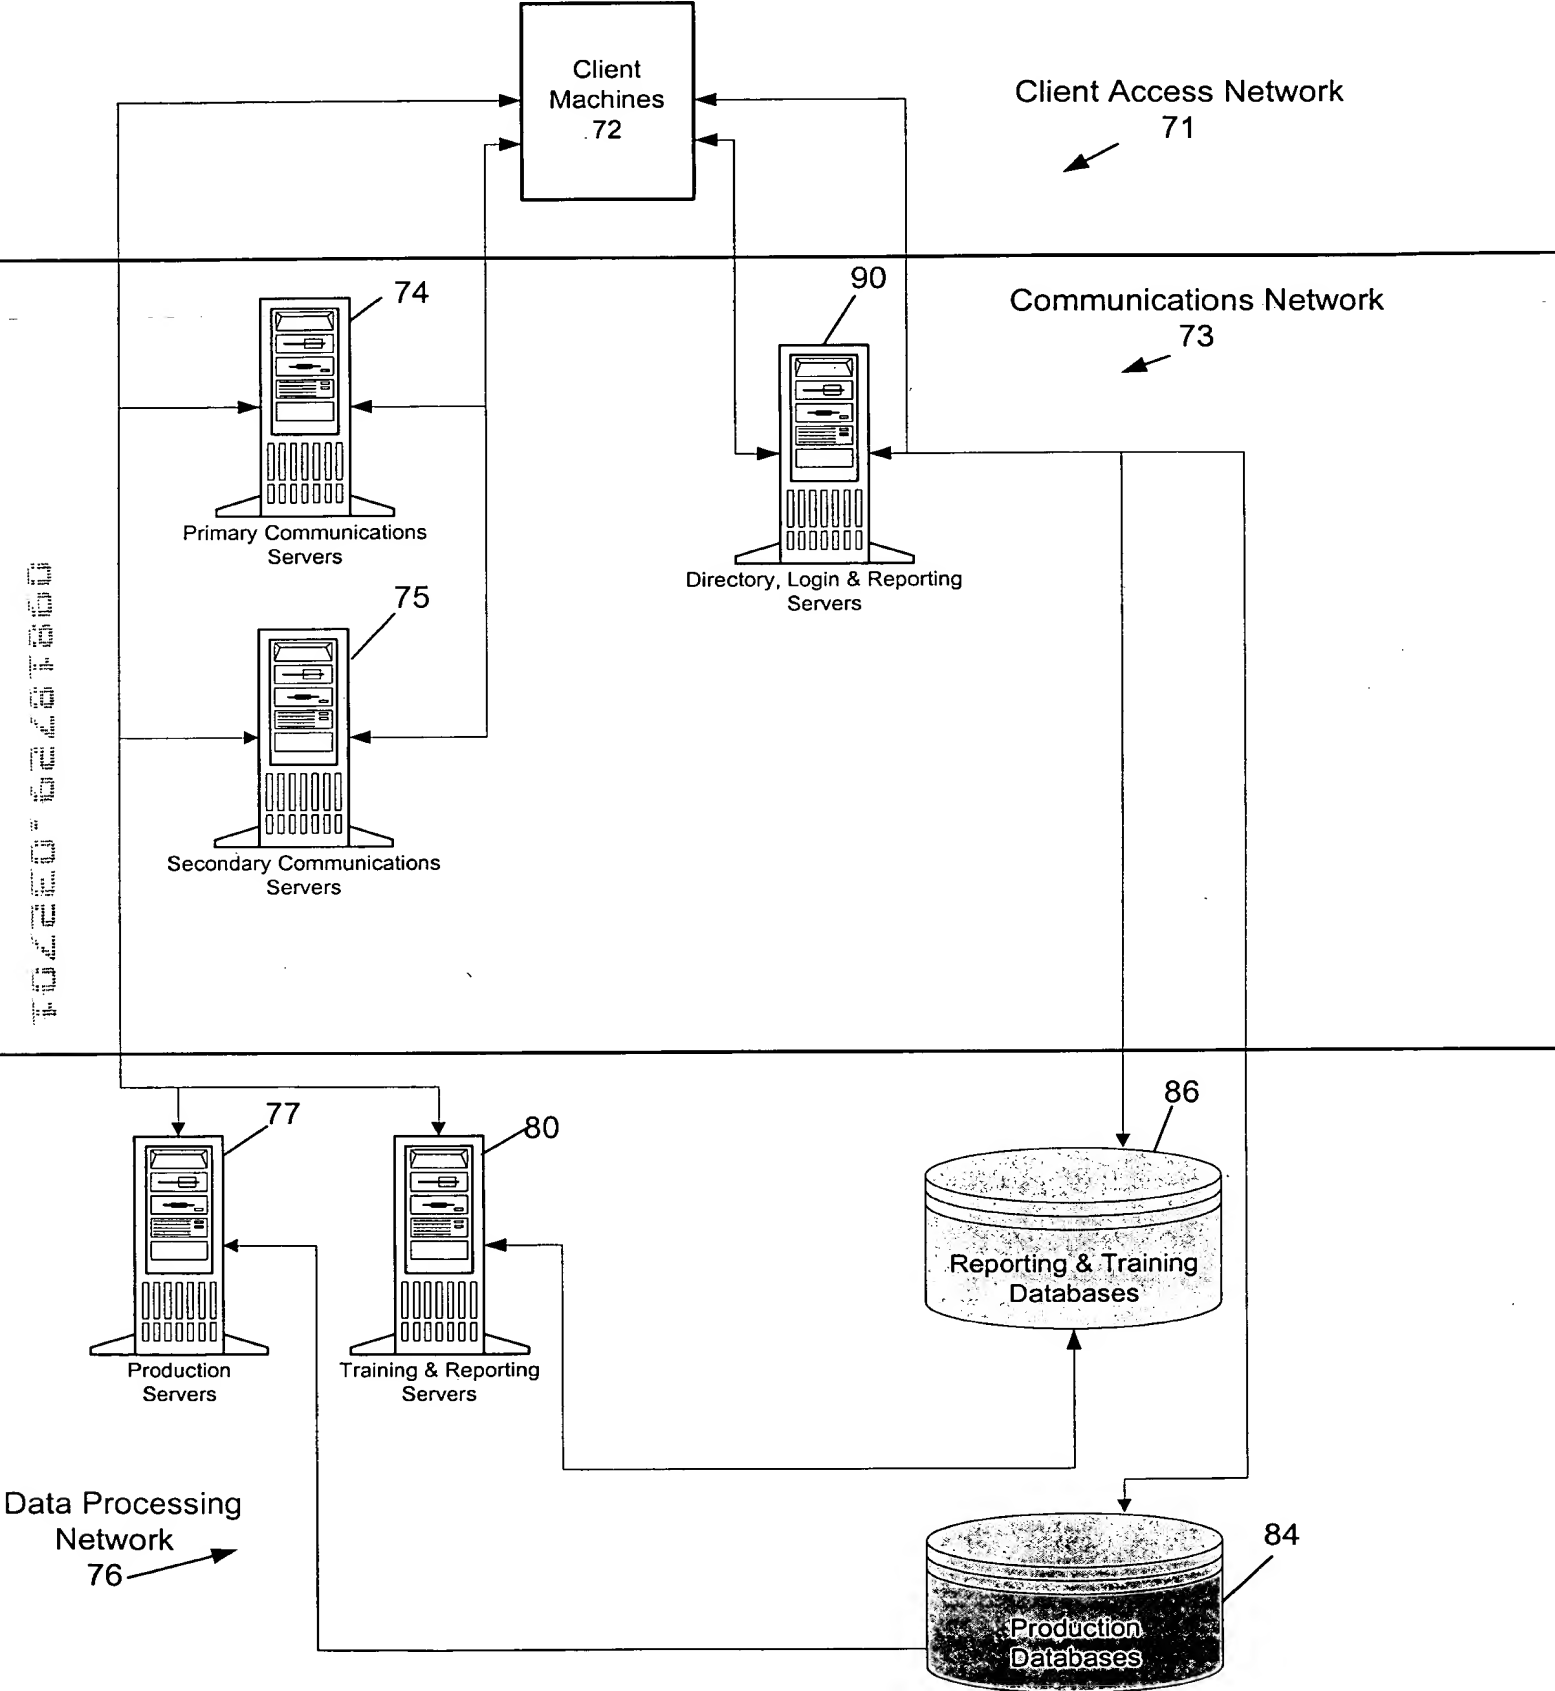 Client
Machines
72
Client Access Network
71
74
90
Communications Network
73
Primary Communications
Servers
75
Directory, Login & Reporting
Servers
Secondary Communications
Servers
09818729.032701
77
80
86
Reporting & Training
Databases
Production
Servers
Training & Reporting
Servers
Data Processing
Network
76
84
Production
Databases